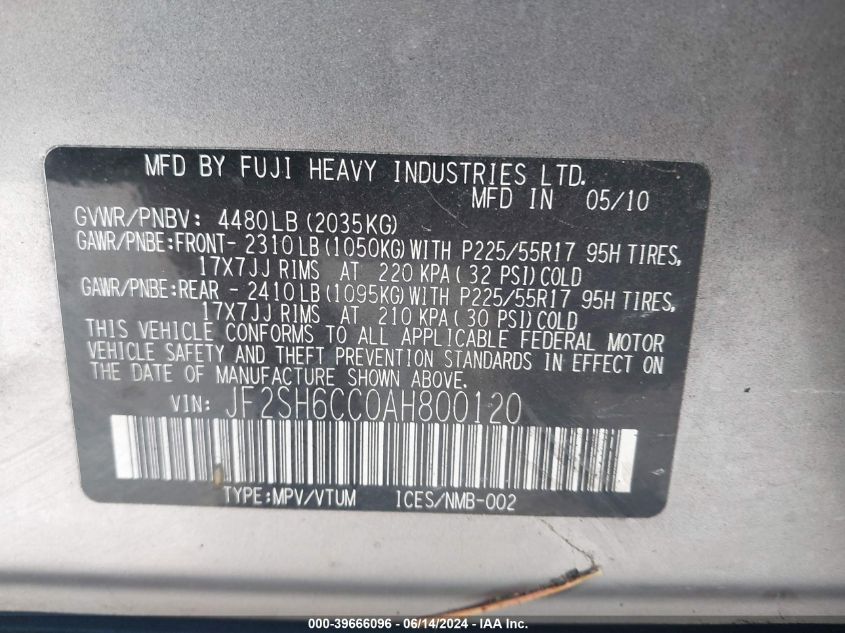 MFD BY FUJI HEAVY INDUSTRIES LTD.
MFD IN 05/10
GVWR/PNBV: 4480LB (2035KG)
GAWR/PNBE:FRONT- 2310LB (1050KG) WITH P225/55R17 95H TIRES,
17X7JJ RIMS AT 220 KPA ( 32 PSI) COLD
GAWR/PNBE:REAR - 2410LB (1095KG) WITH P225/55R17 95H TIRES,
17X7JJ RIMS AT 210 KPA ( 30 PSI) COLD
THIS VEHICLE CONFORMS TO ALL APPLICABLE FEDERAL MOTOR
VEHICLE SAFETY AND THEFT PREVENTION STANDARDS IN EFFECT ON
THE DATE OF MANUFACTURE SHOWN ABOVE.
VIN: JF2SH6CC0AH800120
TYPE:MPV/VTUM ICES/NMB-002
000-39666096 - 06/14/2024 - 1156 - IAA Inc.